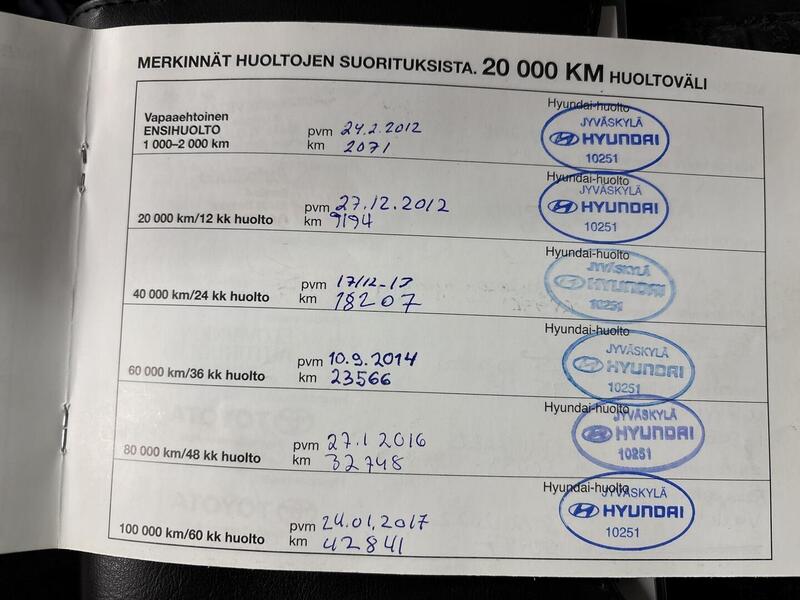 MERKINNÄT HUOLTOJEN SUORITUKSISTA. 20 000 KM HUOLTOVÄLI
Vapaaehtoinen
ENSIHUOLTO
1 000–2 000 km
pvm 24.2.2012
km 2071
Hyundai-huolto
JYVÄSKYLÄ
HYUNDAI
10251
20 000 km/12 kk huolto
pvm 27.12.2012
km 9194
Hyundai-huolto
JYVÄSKYLÄ
HYUNDAI
10251
40 000 km/24 kk huolto
pvm 17/12-13
km 18207
Hyundai-huolto
JYVÄSKYLÄ
HYUNDAI
10251
60 000 km/36 kk huolto
pvm 10.9.2014
km 23566
Hyundai-huolto
JYVÄSKYLÄ
HYUNDAI
10251
80 000 km/48 kk huolto
pvm 27.1 2016
km 32748
Hyundai-huolto
JYVÄSKYLÄ
HYUNDAI
10251
100 000 km/60 kk huolto
pvm 24.01.2017
km 42841
Hyundai-huolto
JYVÄSKYLÄ
HYUNDAI
10251